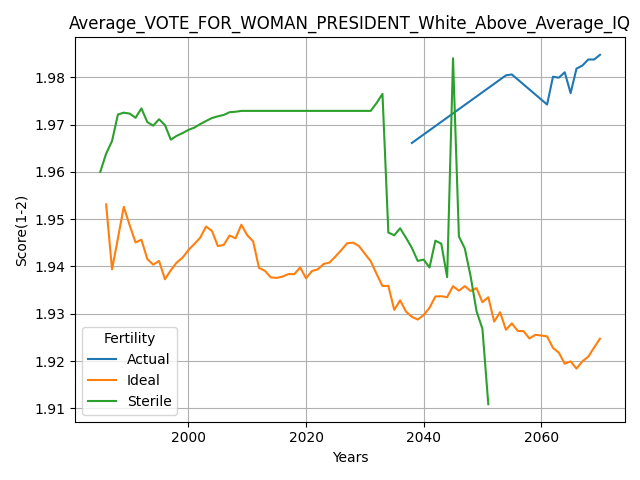 Average_VOTE_FOR_WOMAN_PRESIDENT_White_Above_Average_IQ
1.98
1.97
1.96
1.95
1.94
1.93
1.92
1.91
Score(1-2)
Fertility
Actual
Ideal
Sterile
2000 2020 2040 2060
Years